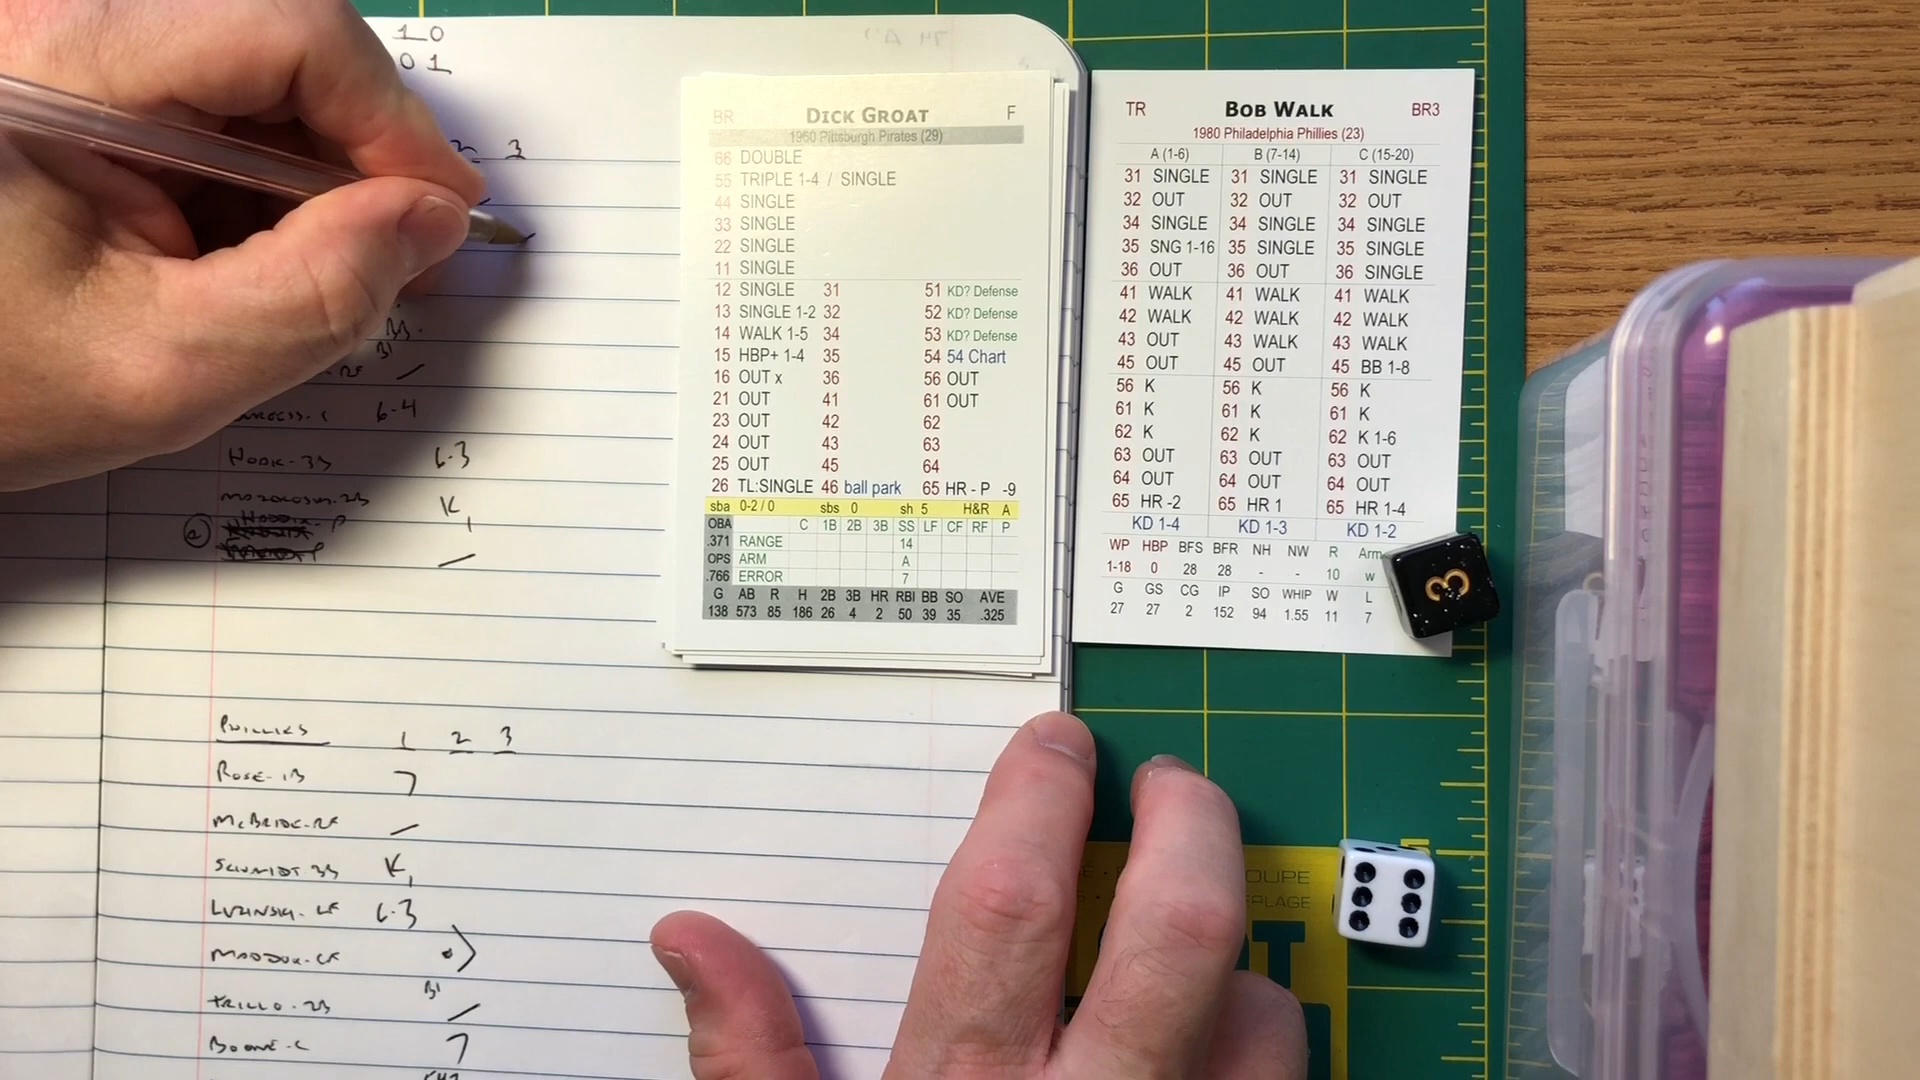 1 0
0 1
2 3
BB.
B1
6-4
Hoak-3B 6-3
K
Phillies 1 2 3
Rose-1B
McBride-RF
Schmidt-3B K
Luzinski-LF 6-3
Maddox-CF
B1
Trillo-2B
Boone-C
BR DICK GROAT F
1960 Pittsburgh Pirates (29)
66 DOUBLE
55 TRIPLE 1-4 / SINGLE
44 SINGLE
33 SINGLE
22 SINGLE
11 SINGLE
12 SINGLE 31 51 KD? Defense
13 SINGLE 1-2 32 52 KD? Defense
14 WALK 1-5 34 53 KD? Defense
15 HBP+ 1-4 35 54 54 Chart
16 OUT x 36 56 OUT
21 OUT 41 61 OUT
23 OUT 42 62
24 OUT 43 63
25 OUT 45 64
26 TL:SINGLE 46 ball park 65 HR - P -9
sba 0-2 / 0 sbs 0 sh 5 H&R A
OBA C 1B 2B 3B SS LF CF RF P
.371 RANGE 14
OPS ARM A
.766 ERROR 7
G AB R H 2B 3B HR RBI BB SO AVE
138 573 85 186 26 4 2 50 39 35 .325
TR BOB WALK BR3
1980 Philadelphia Phillies (23)
A (1-6) B (7-14) C (15-20)
31 SINGLE 31 SINGLE 31 SINGLE
32 OUT 32 OUT 32 OUT
34 SINGLE 34 SINGLE 34 SINGLE
35 SNG 1-16 35 SINGLE 35 SINGLE
36 OUT 36 OUT 36 SINGLE
41 WALK 41 WALK 41 WALK
42 WALK 42 WALK 42 WALK
43 OUT 43 WALK 43 WALK
45 OUT 45 OUT 45 BB 1-8
56 K 56 K 56 K
61 K 61 K 61 K
62 K 62 K 62 K 1-6
63 OUT 63 OUT 63 OUT
64 OUT 64 OUT 64 OUT
65 HR -2 65 HR 1 65 HR 1-4
KD 1-4 KD 1-3 KD 1-2
WP HBP BFS BFR NH NW R Arm
1-18 0 28 28 - - 10 w
G GS CG IP SO WHIP W L
27 27 2 152 94 1.55 11 7
3
OUPE